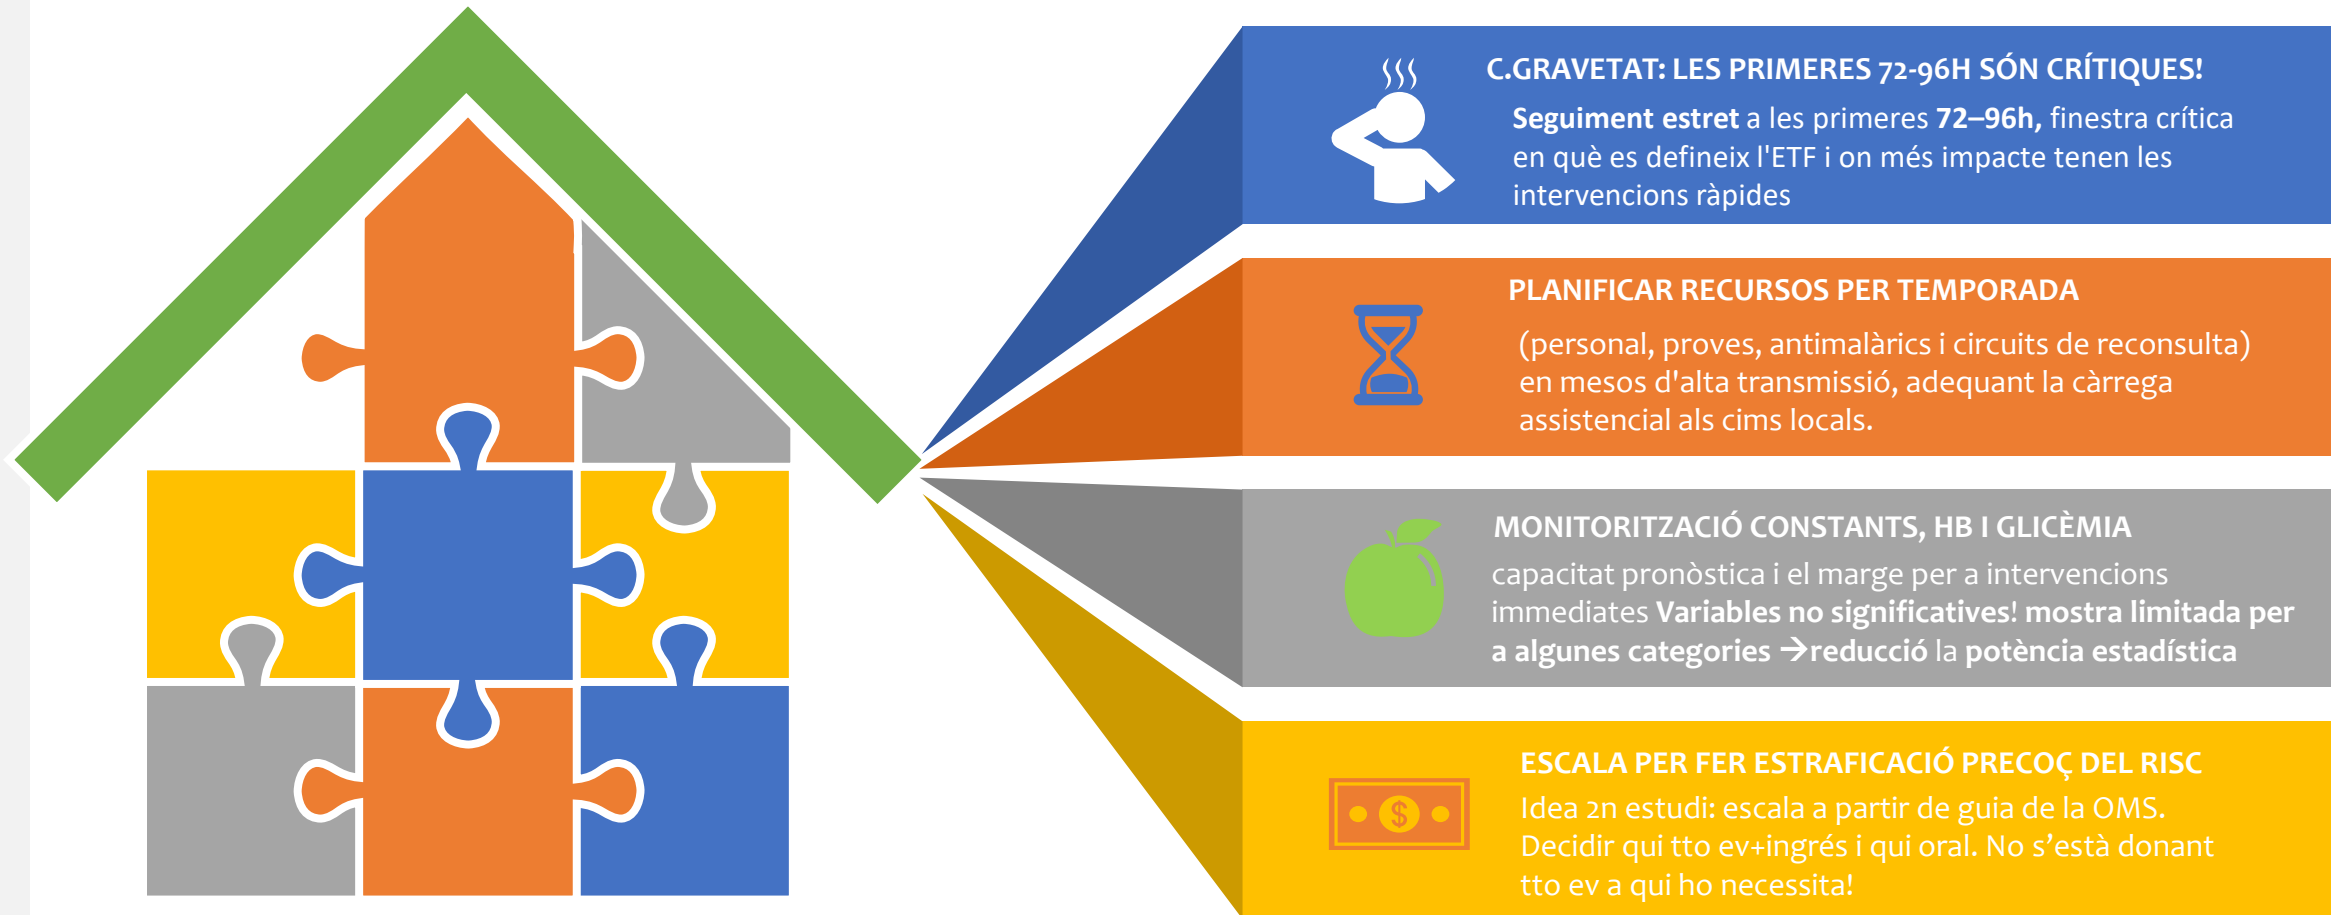 C.GRAVETAT: LES PRIMERES 72-96H SÓN CRÍTIQUES!
Seguiment estret a les primeres 72–96h, finestra crítica
en què es defineix l'ETF i on més impacte tenen les
intervencions ràpides
PLANIFICAR RECURSOS PER TEMPORADA
(personal, proves, antimalàrics i circuits de reconsulta)
en mesos d'alta transmissió, adequant la càrrega
assistencial als cims locals.
MONITORITZACIÓ CONSTANTS, HB I GLICÈMIA
capacitat pronòstica i el marge per a intervencions
immediates Variables no significatives! mostra limitada per
a algunes categories →reducció la potència estadística
ESCALA PER FER ESTRAFICACIÓ PRECOÇ DEL RISC
Idea 2n estudi: escala a partir de guia de la OMS.
Decidir qui tto ev+ingrés i qui oral. No s’està donant
tto ev a qui ho necessita!
$